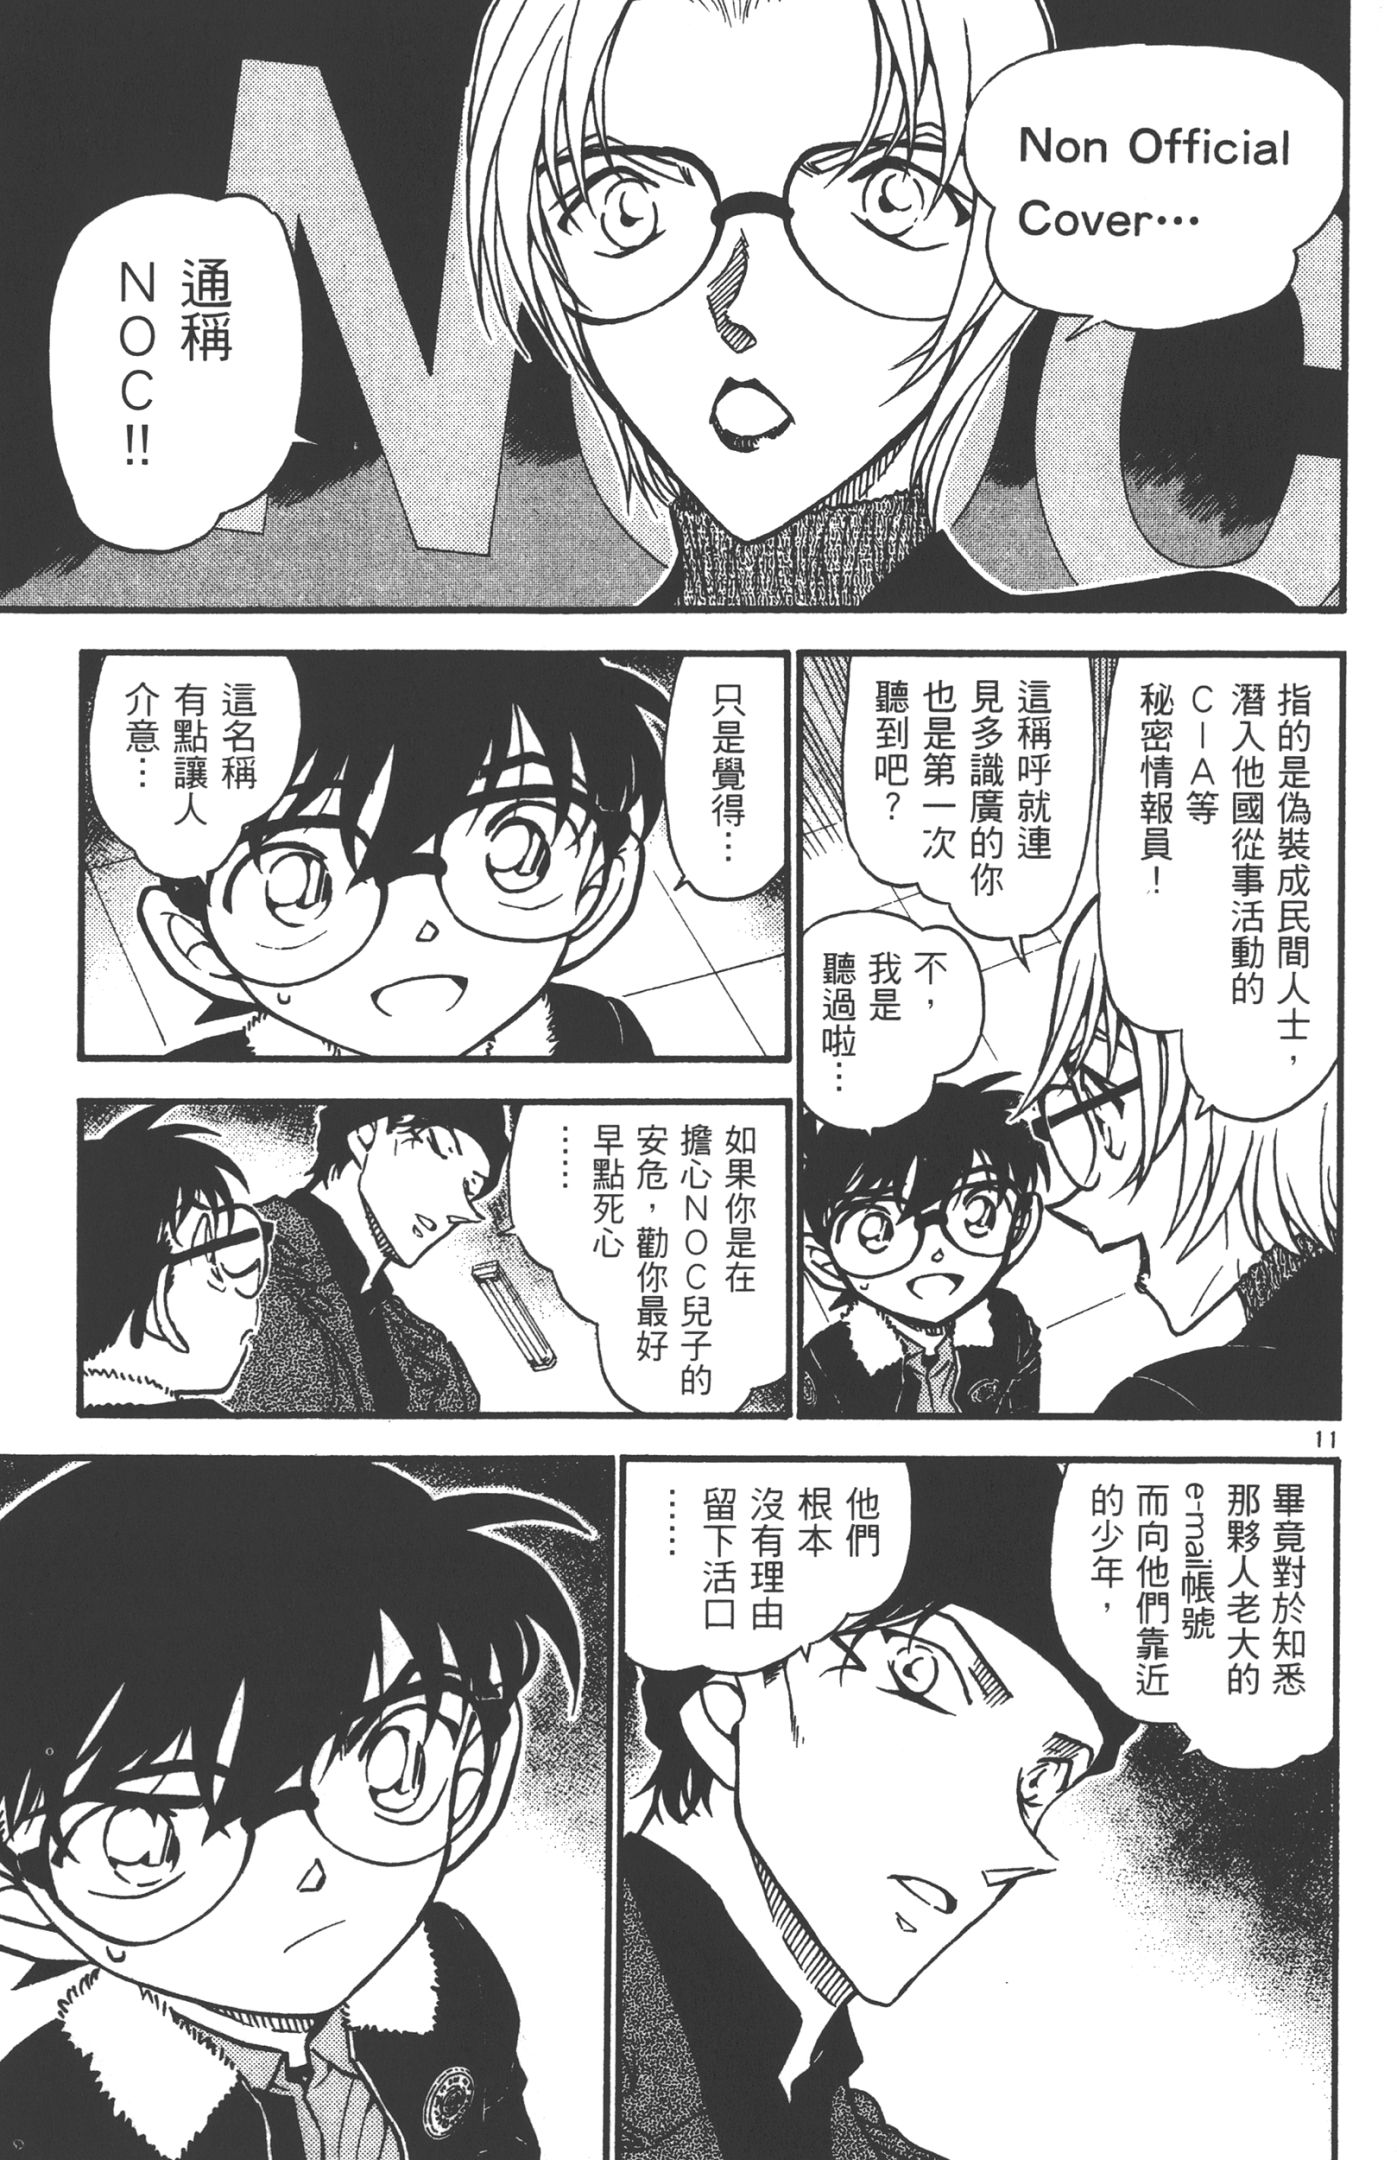 Non Official
Cover…
通稱
NOC!!
指的是偽裝成民間人士，
潛入他國從事活動的
CIA等
秘密情報員！
這稱呼就連
見多識廣的你
也是第一次
聽到吧？
不，
我是
聽過啦…
只是覺得…
這名稱
有點讓人
介意…
如果你是在
擔心NOC兒子的
安危，勸你最好
早點死心
……
11
畢竟對於知悉
那夥人老大的
e-mail帳號
而向他們靠近
的少年，
他們
根本
沒有理由
留下活口
……